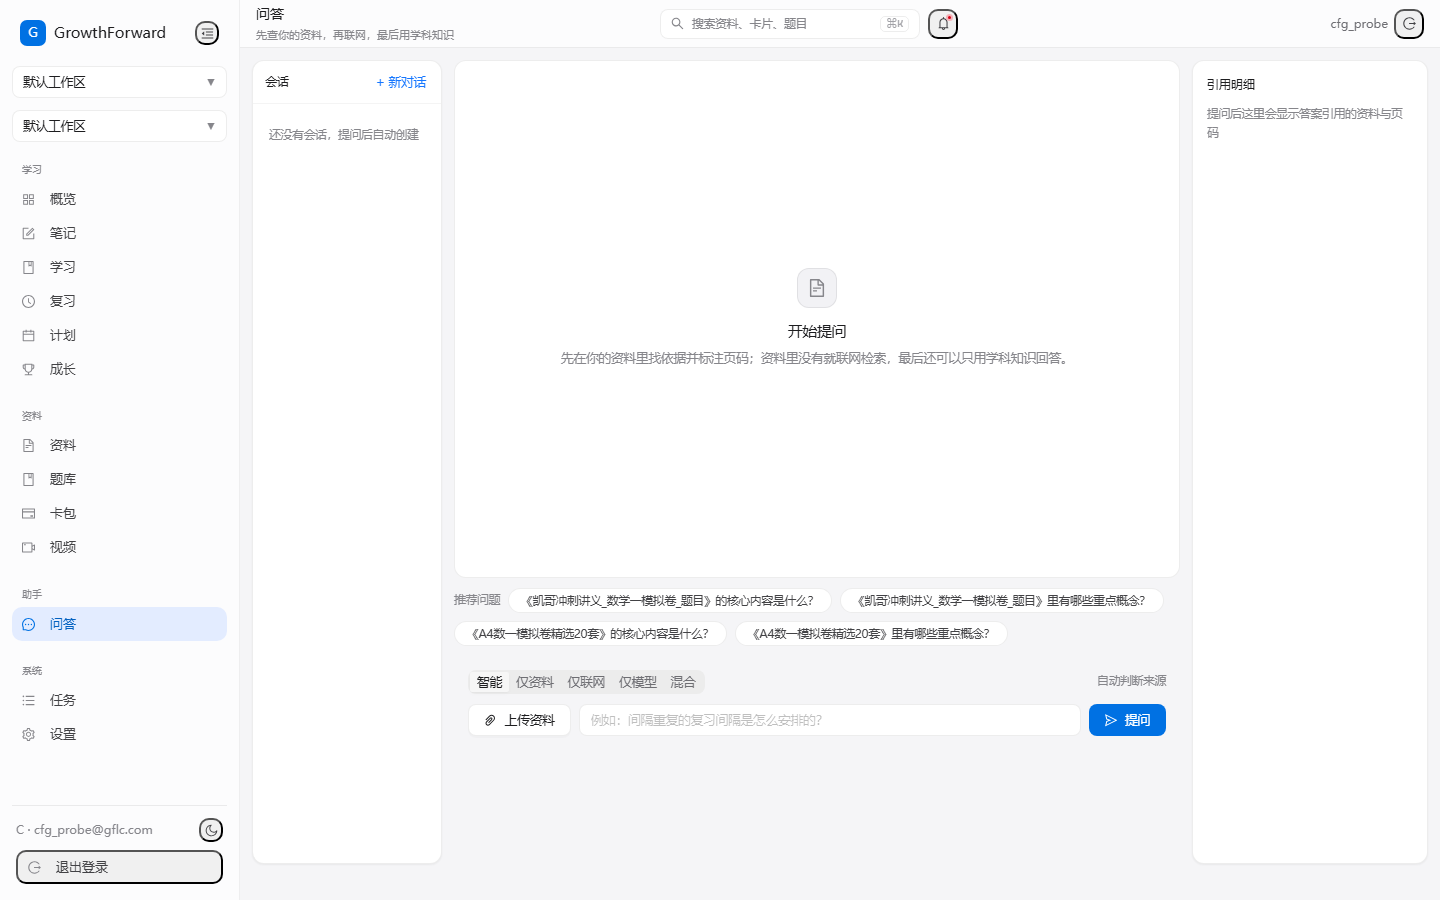 G GrowthForward
默认工作区 ▼
默认工作区 ▼
学习
概览
笔记
学习
复习
计划
成长
资料
资料
题库
卡包
视频
助手
问答
系统
任务
设置
C · cfg_probe@gflc.com
退出登录
问答
先查你的资料，再联网，最后用学科知识
搜索资料、卡片、题目 ⌘K
cfg_probe
会话 + 新对话
还没有会话，提问后自动创建
开始提问
先在你的资料里找依据并标注页码；资料里没有就联网检索，最后还可以只用学科知识回答。
推荐问题 《凯哥冲刺讲义_数学一模拟卷_题目》的核心内容是什么？ 《凯哥冲刺讲义_数学一模拟卷_题目》里有哪些重点概念？
《A4数一模拟卷精选20套》的核心内容是什么？ 《A4数一模拟卷精选20套》里有哪些重点概念？
智能 仅资料 仅联网 仅模型 混合 自动判断来源
上传资料 例如：间隔重复的复习间隔是怎么安排的？ 提问
引用明细
提问后这里会显示答案引用的资料与页
码